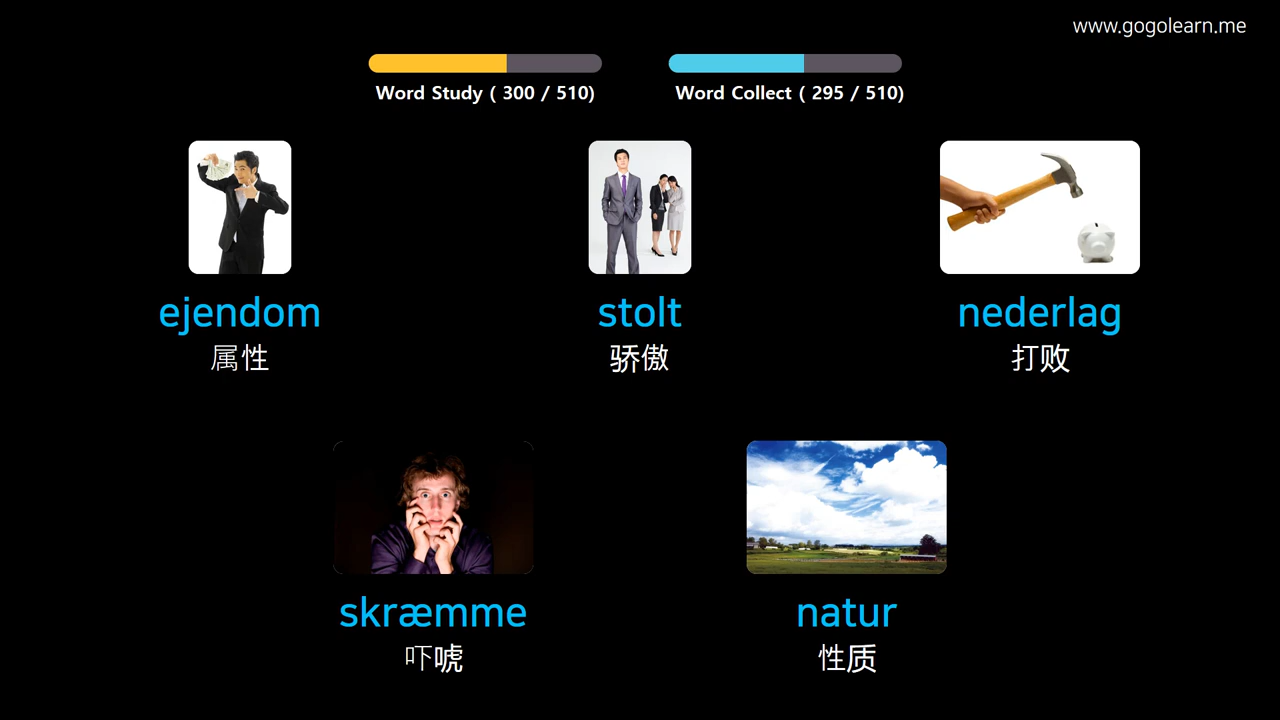 www.gogolearn.me
Word Study ( 300 / 510)
Word Collect ( 295 / 510)
ejendom
属性
stolt
骄傲
nederlag
打败
skræmme
吓唬
natur
性质